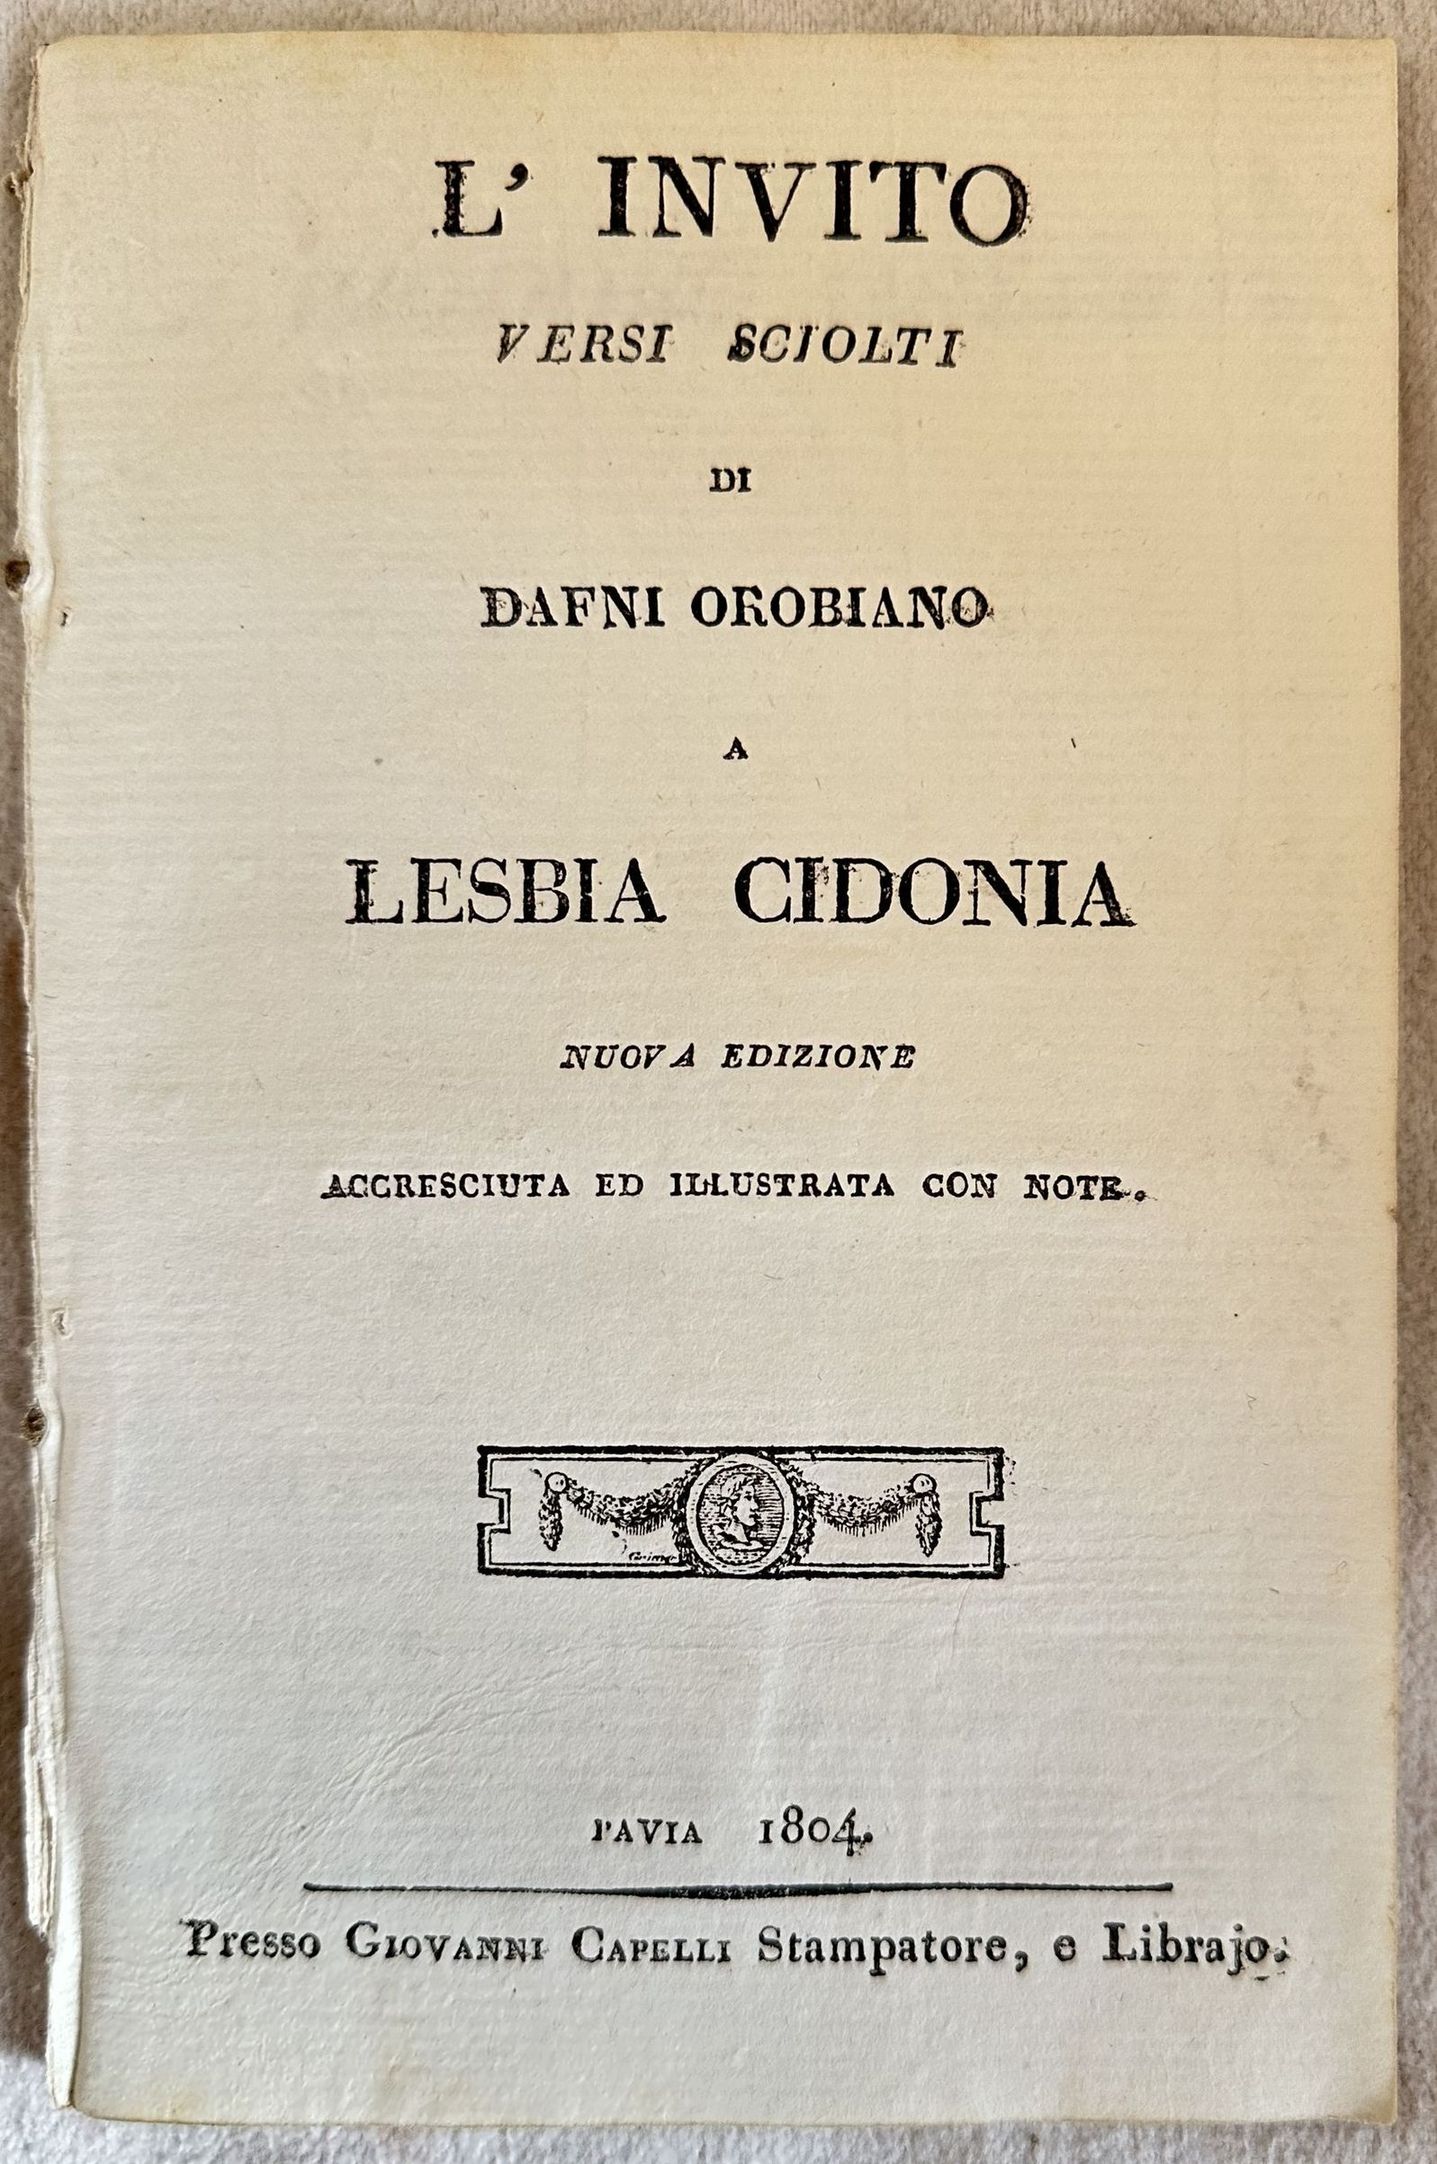 L' INVITO
VERSI SCIOLTI
DI
DAFNI OROBIANO
A
LESBIA CIDONIA
NUOVA EDIZIONE
ACCRESCIUTA ED ILLUSTRATA CON NOTE.
PAVIA 1804.
Presso GIOVANNI CAPELLI Stampatore, e Librajo.